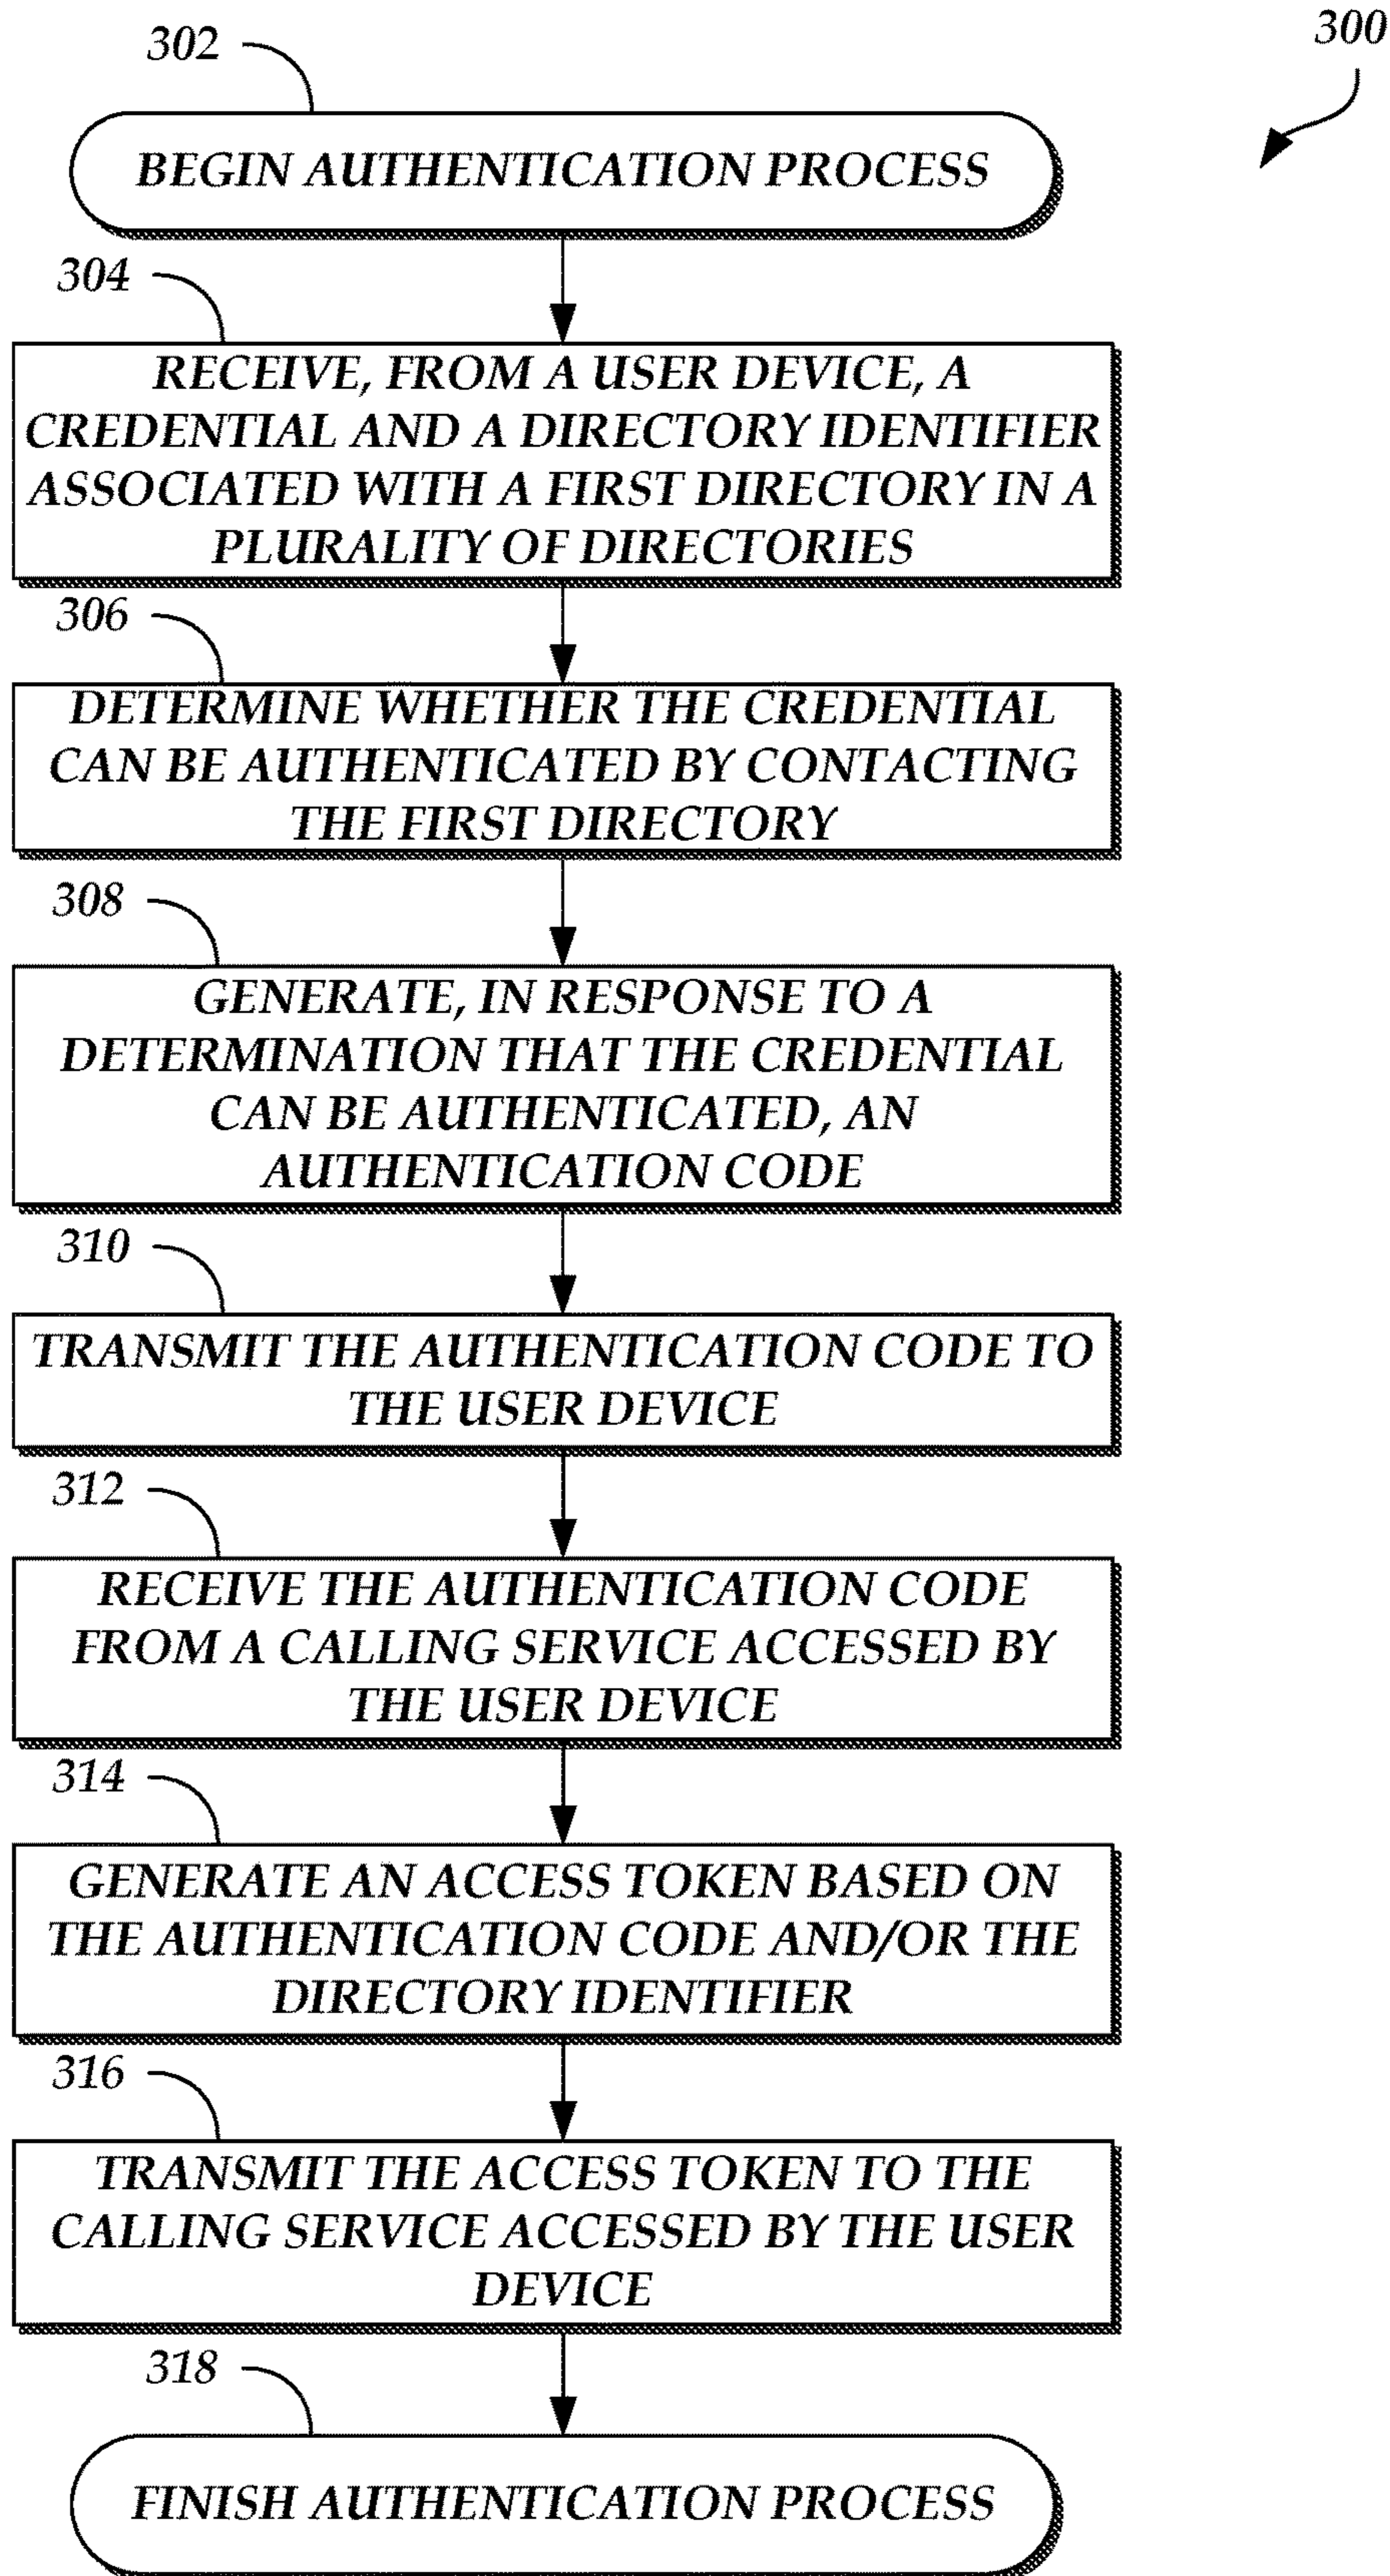 302
300
BEGIN AUTHENTICATION PROCESS
304
RECEIVE, FROM A USER DEVICE, A
CREDENTIAL AND A DIRECTORY IDENTIFIER
ASSOCIATED WITH A FIRST DIRECTORY IN A
PLURALITY OF DIRECTORIES
306
DETERMINE WHETHER THE CREDENTIAL
CAN BE AUTHENTICATED BY CONTACTING
THE FIRST DIRECTORY
308
GENERATE, IN RESPONSE TO A
DETERMINATION THAT THE CREDENTIAL
CAN BE AUTHENTICATED, AN
AUTHENTICATION CODE
310
TRANSMIT THE AUTHENTICATION CODE TO
THE USER DEVICE
312
RECEIVE THE AUTHENTICATION CODE
FROM A CALLING SERVICE ACCESSED BY
THE USER DEVICE
314
GENERATE AN ACCESS TOKEN BASED ON
THE AUTHENTICATION CODE AND/OR THE
DIRECTORY IDENTIFIER
316
TRANSMIT THE ACCESS TOKEN TO THE
CALLING SERVICE ACCESSED BY THE USER
DEVICE
318
FINISH AUTHENTICATION PROCESS